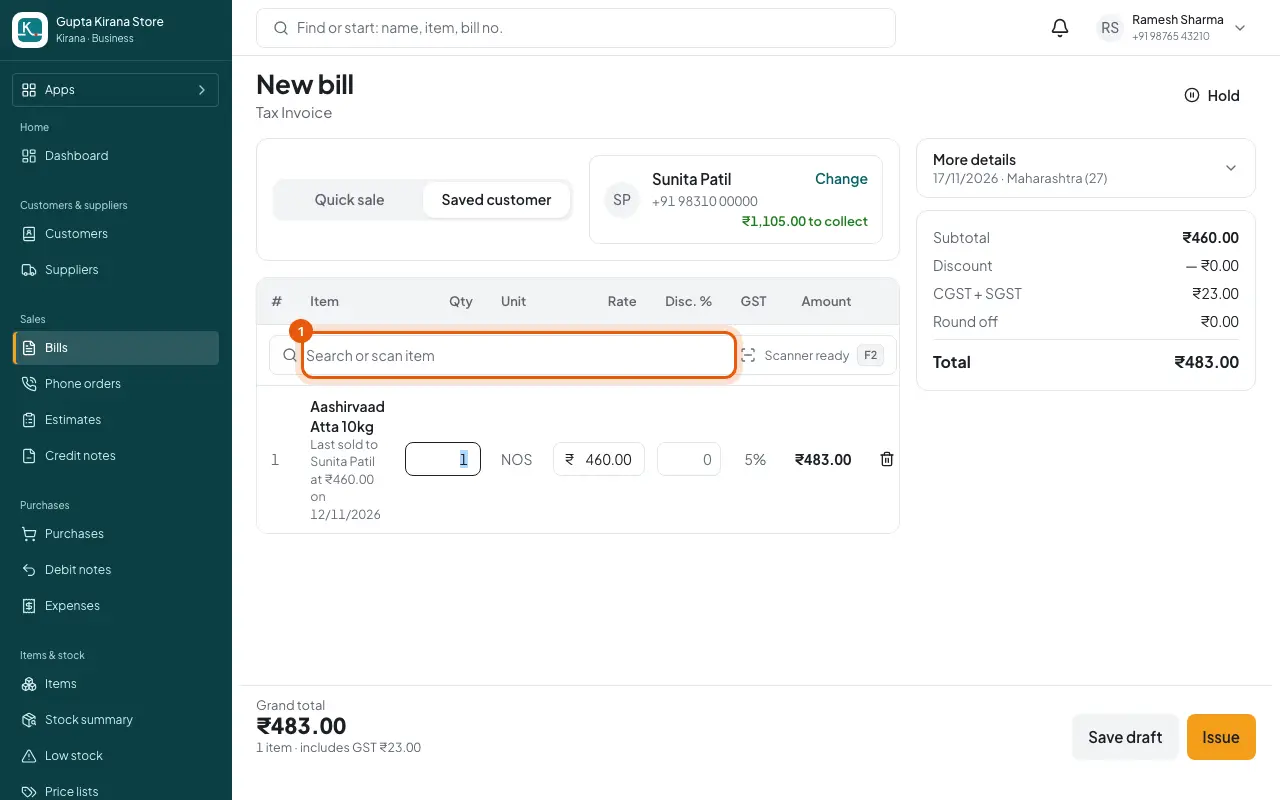 Gupta Kirana Store
Kirana · Business
Apps
Home
Dashboard
Customers & suppliers
Customers
Suppliers
Sales
Bills
Phone orders
Estimates
Credit notes
Purchases
Purchases
Debit notes
Expenses
Items & stock
Items
Stock summary
Low stock
Price lists
Find or start: name, item, bill no.
RS
Ramesh Sharma
+91 98765 43210
New bill
Tax Invoice
Hold
Quick sale
Saved customer
SP
Sunita Patil
Change
+91 98310 00000
₹1,105.00 to collect
# Item Qty Unit Rate Disc. % GST Amount
1
Search or scan item
Scanner ready F2
1
Aashirvaad
Atta 10kg
Last sold to
Sunita Patil
at ₹460.00
on
12/11/2026
1 NOS ₹ 460.00 0 5% ₹483.00
More details
17/11/2026 · Maharashtra (27)
Subtotal ₹460.00
Discount — ₹0.00
CGST + SGST ₹23.00
Round off ₹0.00
Total ₹483.00
Grand total
₹483.00
1 item · includes GST ₹23.00
Save draft
Issue